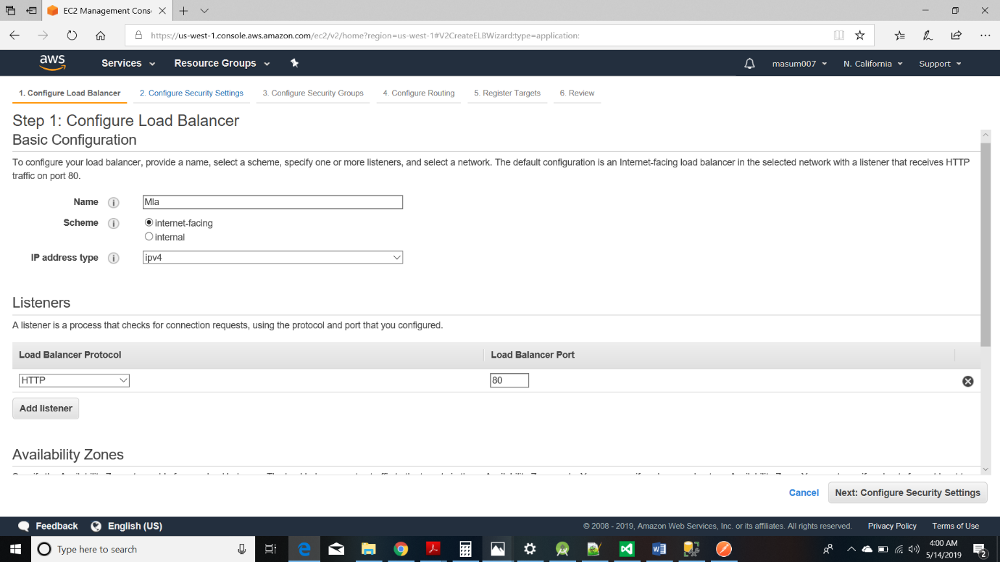 EC2 Management Cons
https://us-west-1.console.aws.amazon.com/ec2/v2/home?region=us-west-1#V2CreateELBWizard:type=application:
aws Services Resource Groups masum007 N. California Support
1. Configure Load Balancer 2. Configure Security Settings 3. Configure Security Groups 4. Configure Routing 5. Register Targets 6. Review
Step 1: Configure Load Balancer
Basic Configuration
To configure your load balancer, provide a name, select a scheme, specify one or more listeners, and select a network. The default configuration is an Internet-facing load balancer in the selected network with a listener that receives HTTP
traffic on port 80.
Name i Mla
Scheme i internet-facing
internal
IP address type i ipv4
Listeners
A listener is a process that checks for connection requests, using the protocol and port that you configured.
Load Balancer Protocol Load Balancer Port
HTTP 80
Add listener
Availability Zones
Cancel Next: Configure Security Settings
Feedback English (US) © 2008 - 2019, Amazon Web Services, Inc. or its affiliates. All rights reserved. Privacy Policy Terms of Use
Type here to search 4:00 AM
5/14/2019 2